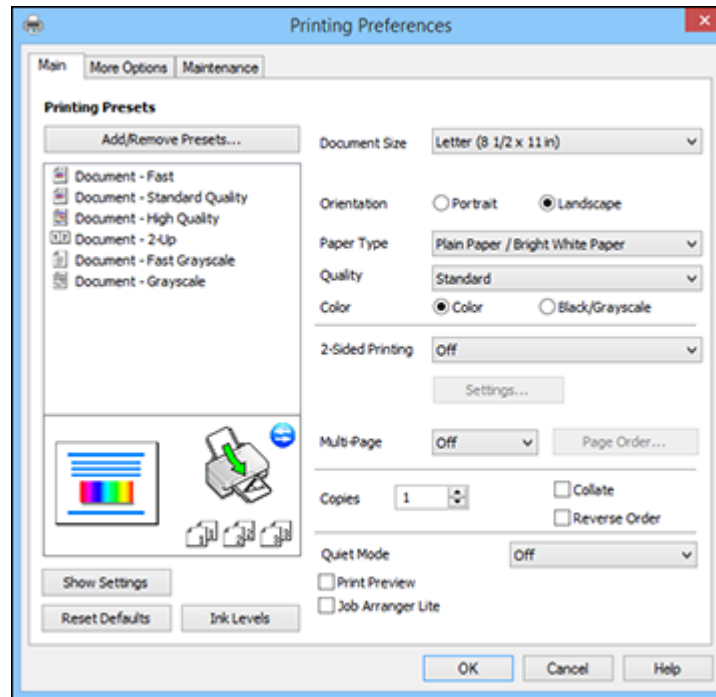 Printing Preferences
Main More Options Maintenance
Printing Presets
Add/Remove Presets...
Document - Fast
Document - Standard Quality
Document - High Quality
Document - 2-Up
Document - Fast Grayscale
Document - Grayscale
Show Settings
Reset Defaults Ink Levels
Document Size Letter (8 1/2 x 11 in)
Orientation Portrait Landscape
Paper Type Plain Paper / Bright White Paper
Quality Standard
Color Color Black/Grayscale
2-Sided Printing Off
Settings...
Multi-Page Off Page Order...
Copies 1 Collate
Reverse Order
Quiet Mode Off
Print Preview
Job Arranger Lite
OK Cancel Help